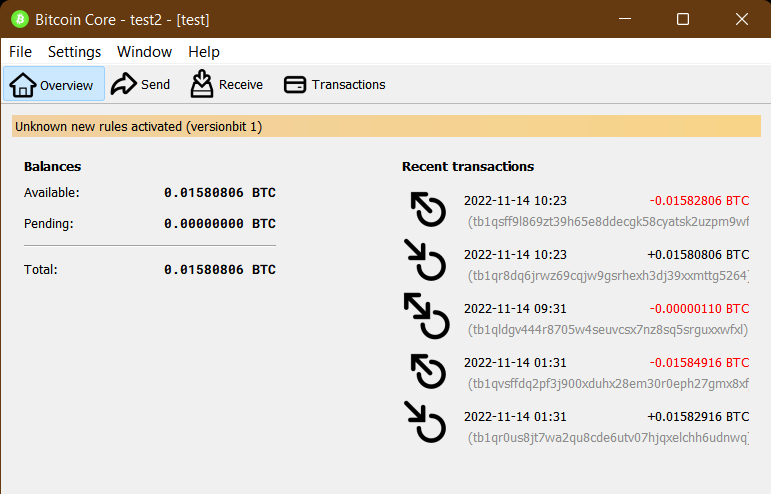 Bitcoin Core - test2 - [test]
File Settings Window Help
Overview Send Receive Transactions
Unknown new rules activated (versionbit 1)
Balances
Available: 0.01580806 BTC
Pending: 0.00000000 BTC
Total: 0.01580806 BTC
Recent transactions
2022-11-14 10:23 -0.01582806 BTC
(tb1qsff9l869zt39h65e8ddecgk58cyatsk2uzpm9wf
2022-11-14 10:23 +0.01580806 BTC
(tb1qr8dq6jrwz69cqjw9gsrhexh3dj39xxmttg5264)
2022-11-14 09:31 -0.00000110 BTC
(tb1qldgv444r8705w4seuvcsx7nz8sq5srguxxwfxl)
2022-11-14 01:31 -0.01584916 BTC
(tb1qvsffdq2pf3j900xduhx28em30r0eph27gmx8xf
2022-11-14 01:31 +0.01582916 BTC
(tb1qr0us8jt7wa2qu8cde6utv07hjqxelchh6udnwq)